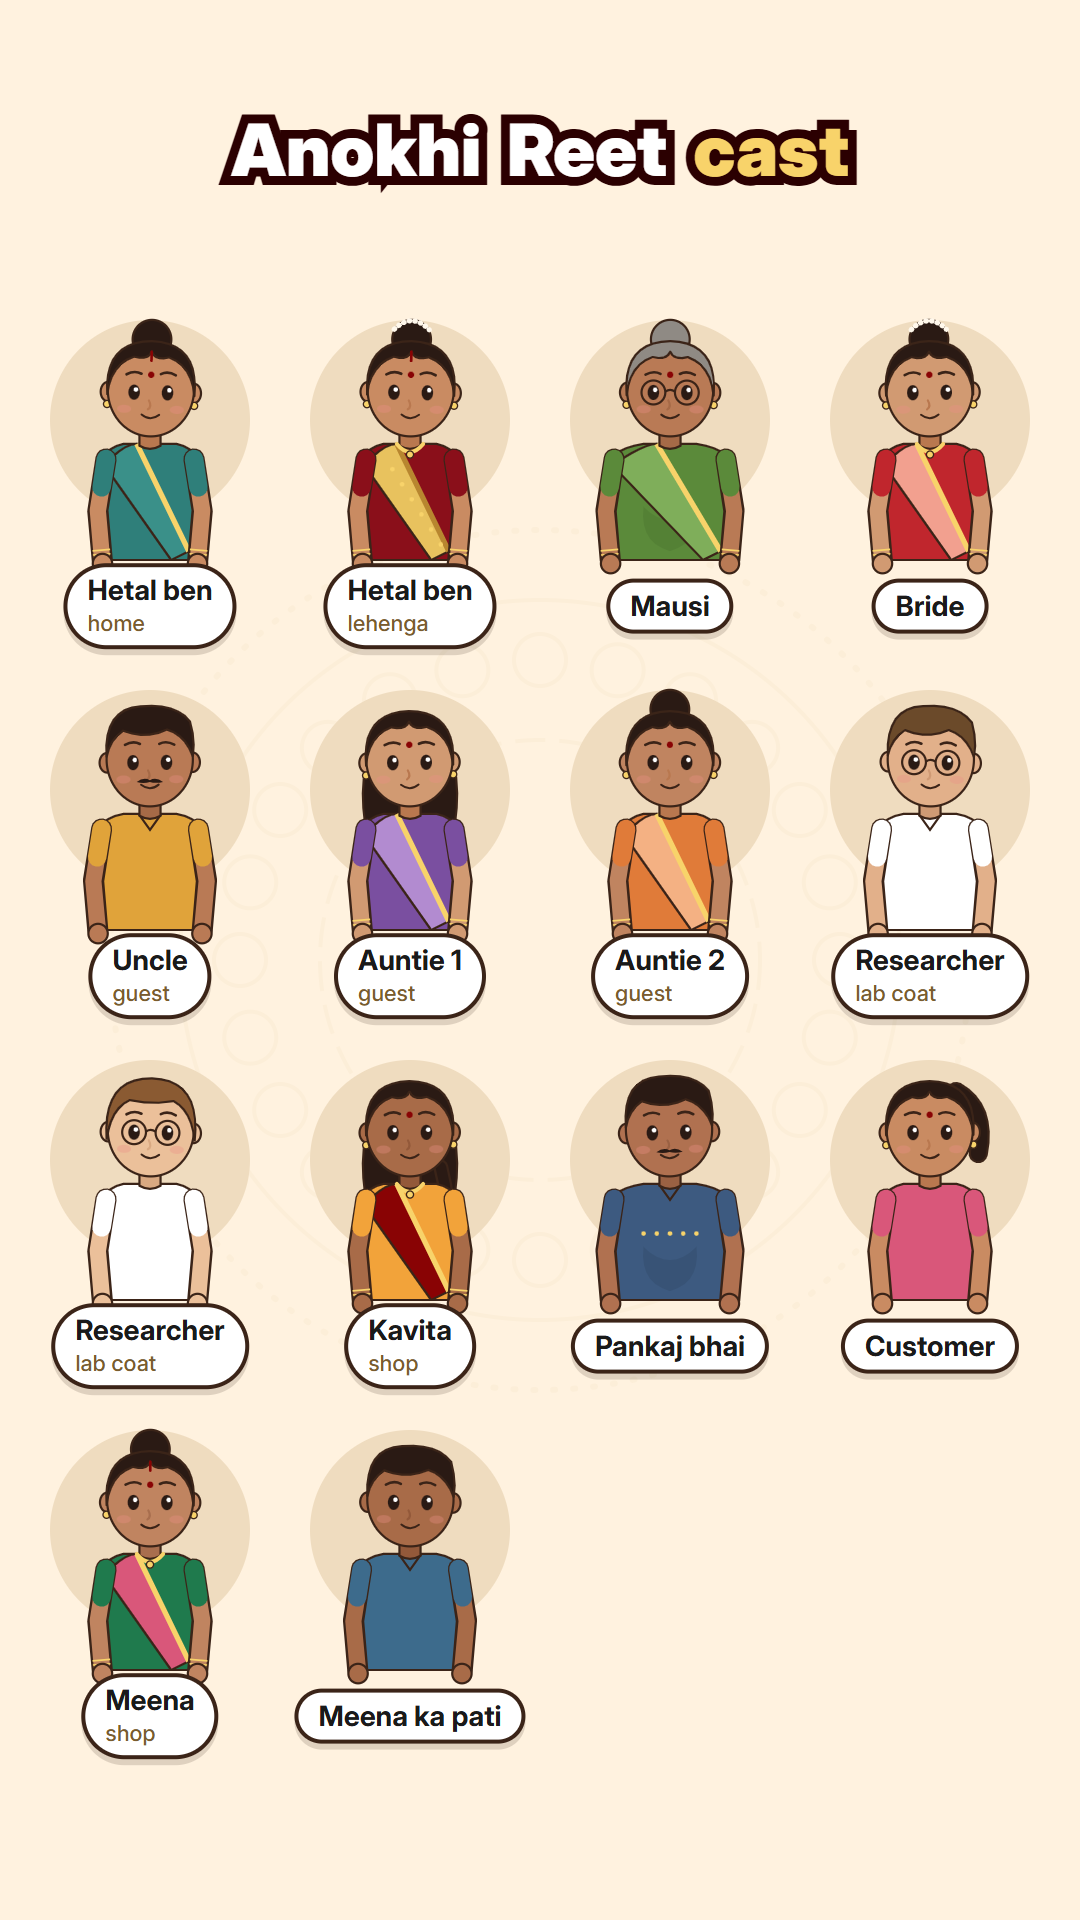 Anokhi Reet cast
Hetal ben
home
Hetal ben
lehenga
Mausi
Bride
Uncle
guest
Auntie 1
guest
Auntie 2
guest
Researcher
lab coat
Researcher
lab coat
Kavita
shop
Pankaj bhai
Customer
Meena
shop
Meena ka pati